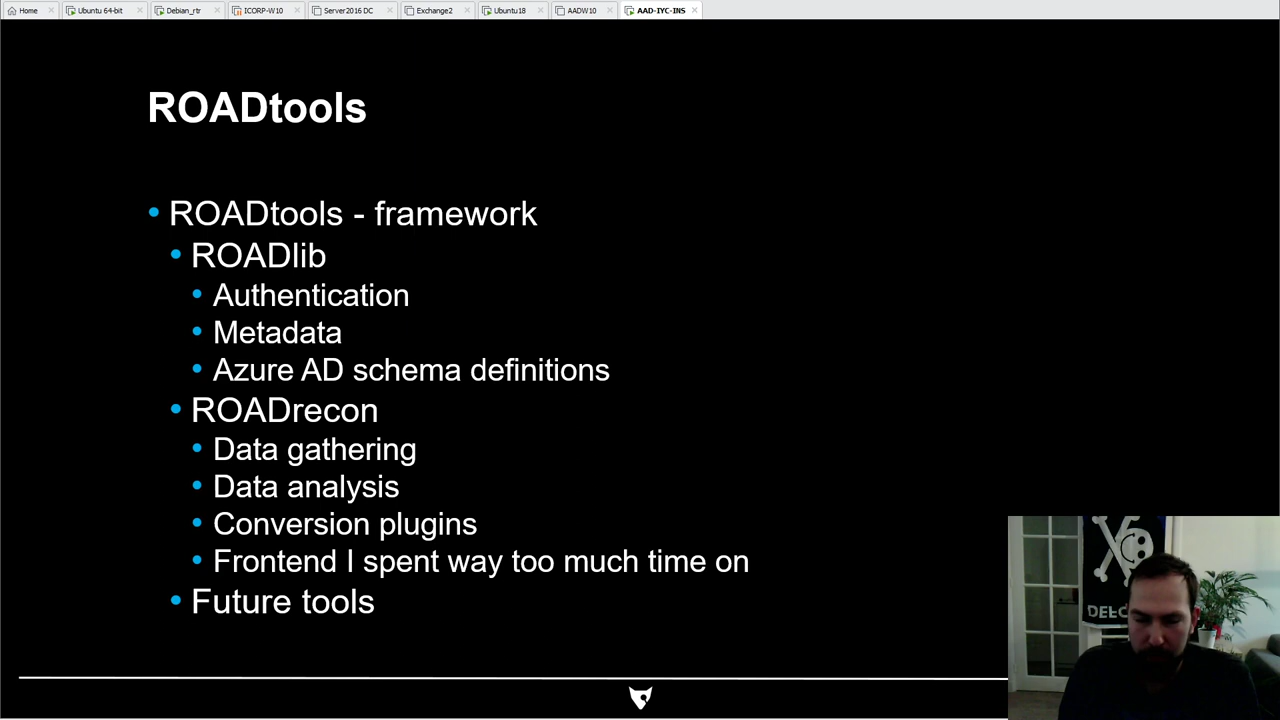 Home
Ubuntu 64-bit
Debian_rtr
ICORP-W10
Server2016 DC
Exchange2
Ubuntu18
AADW10
AAD-IYC-INS
ROADtools
• ROADtools - framework
• ROADlib
• Authentication
• Metadata
• Azure AD schema definitions
• ROADrecon
• Data gathering
• Data analysis
• Conversion plugins
• Frontend I spent way too much time on
• Future tools